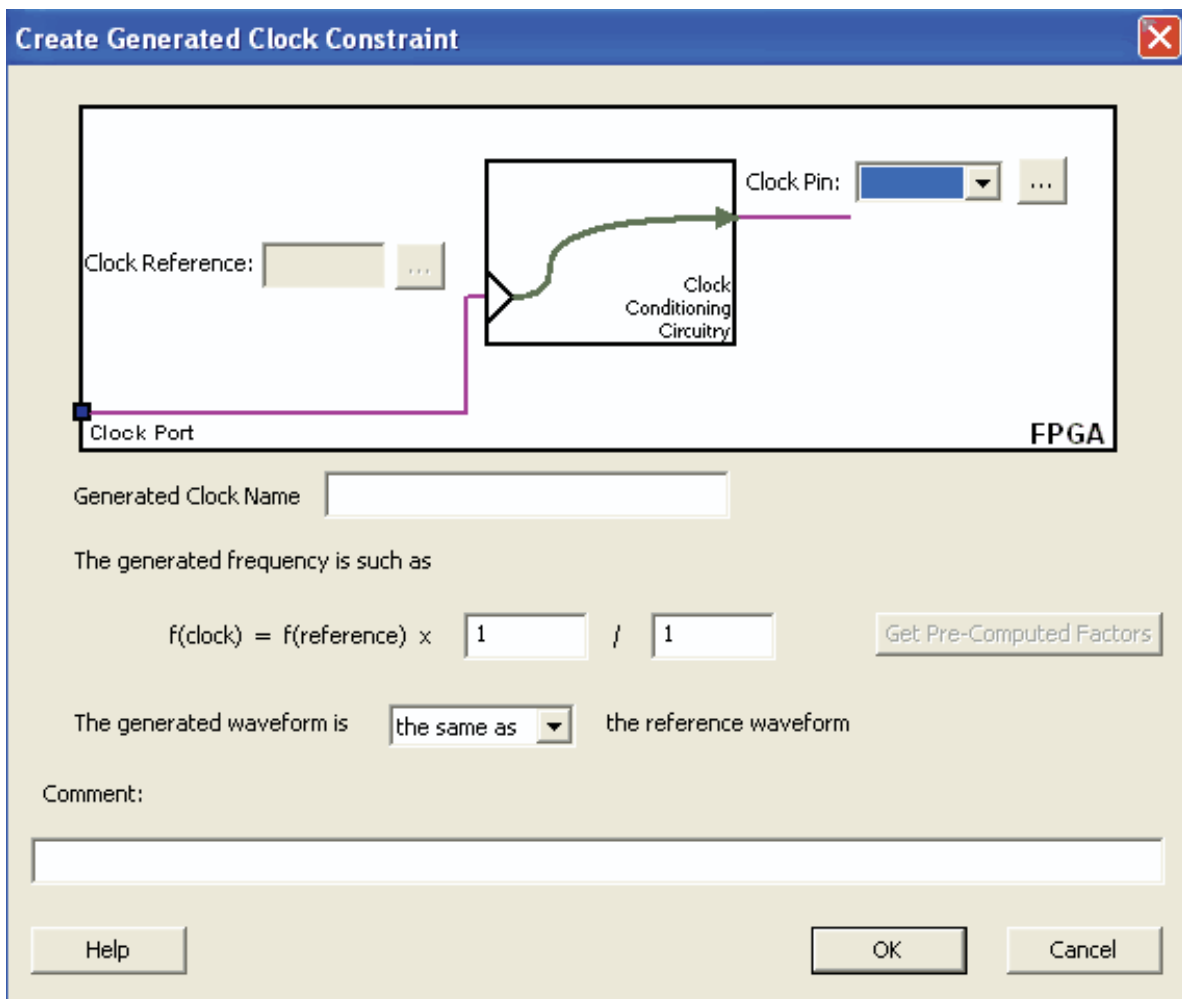 Create Generated Clock Constraint
Clock Pin:
...
Clock Reference:
...
Clock
Conditioning
Circuitry
Clock Port
FPGA
Generated Clock Name
The generated frequency is such as
f(clock) = f(reference) x 1 / 1
Get Pre-Computed Factors
The generated waveform is the same as the reference waveform
Comment:
Help
OK
Cancel